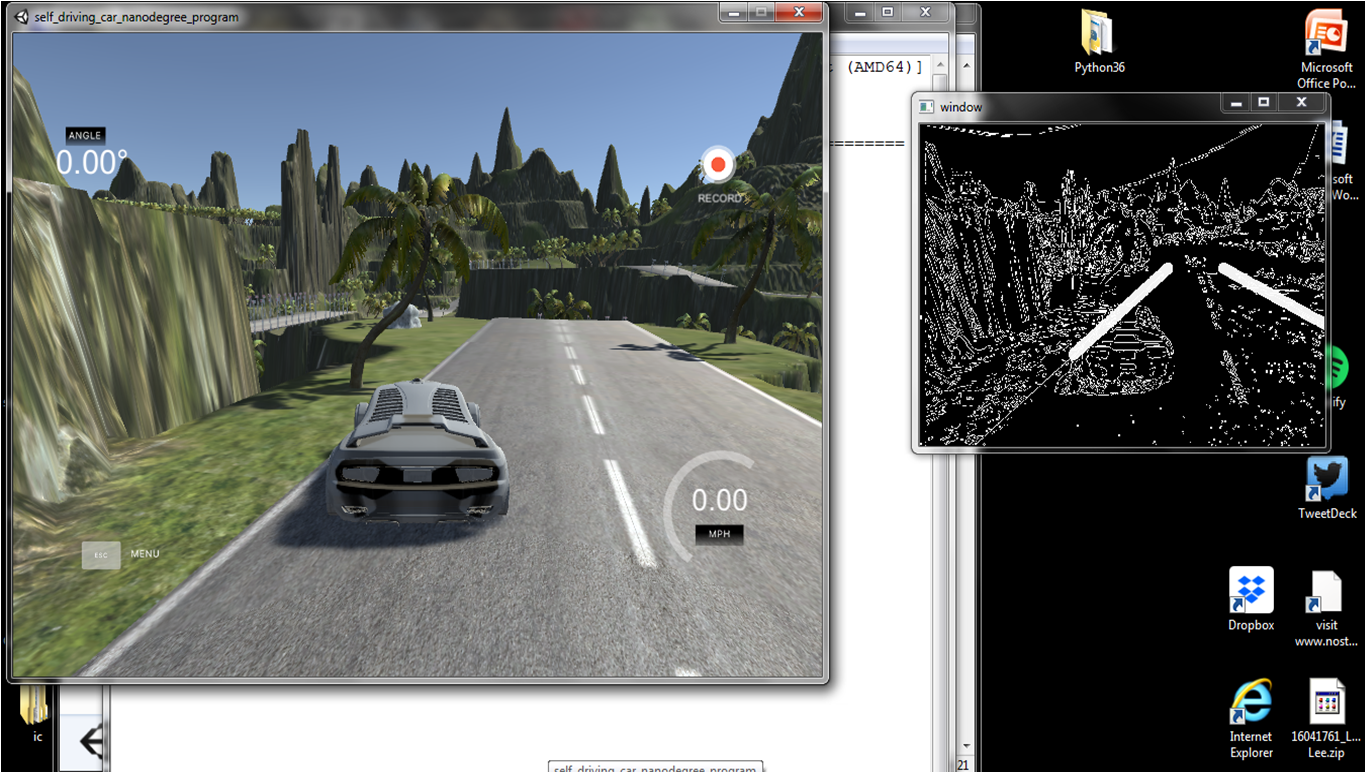 self_driving_car_nanodegree_program
ANGLE
0.00°
RECORD
0.00
MPH
ESC
MENU
(AMD64)]
========
window
Python36
Microsoft
Office Po...
soft
Wo...
ify
TweetDeck
Dropbox
visit
www.nost...
Internet
Explorer
16041761_L...
Lee.zip
ic
21
self_driving_car_nanodegree_program